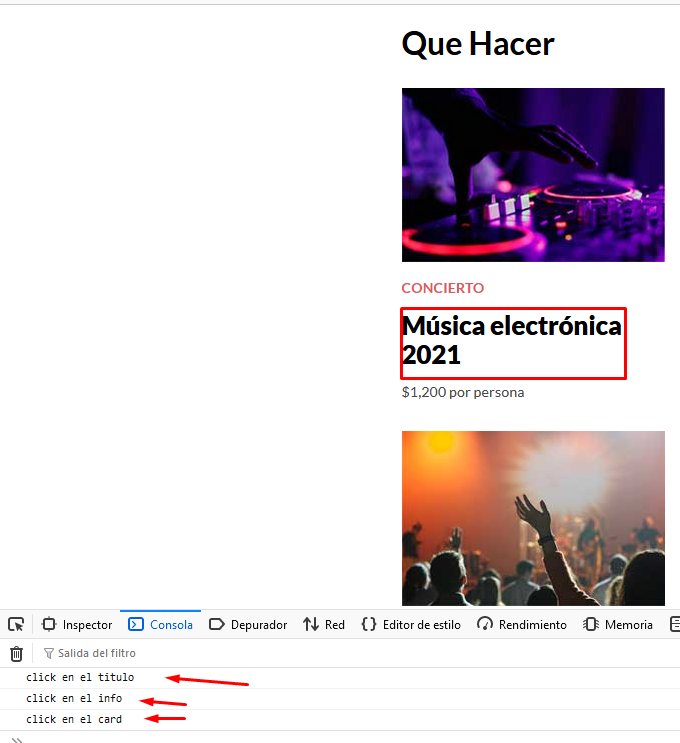 Que Hacer
CONCIERTO
Música electrónica
2021
$1,200 por persona
Inspector Consola Depurador Red Editor de estilo Rendimiento Memoria
Salida del filtro
click en el titulo
click en el info
click en el card